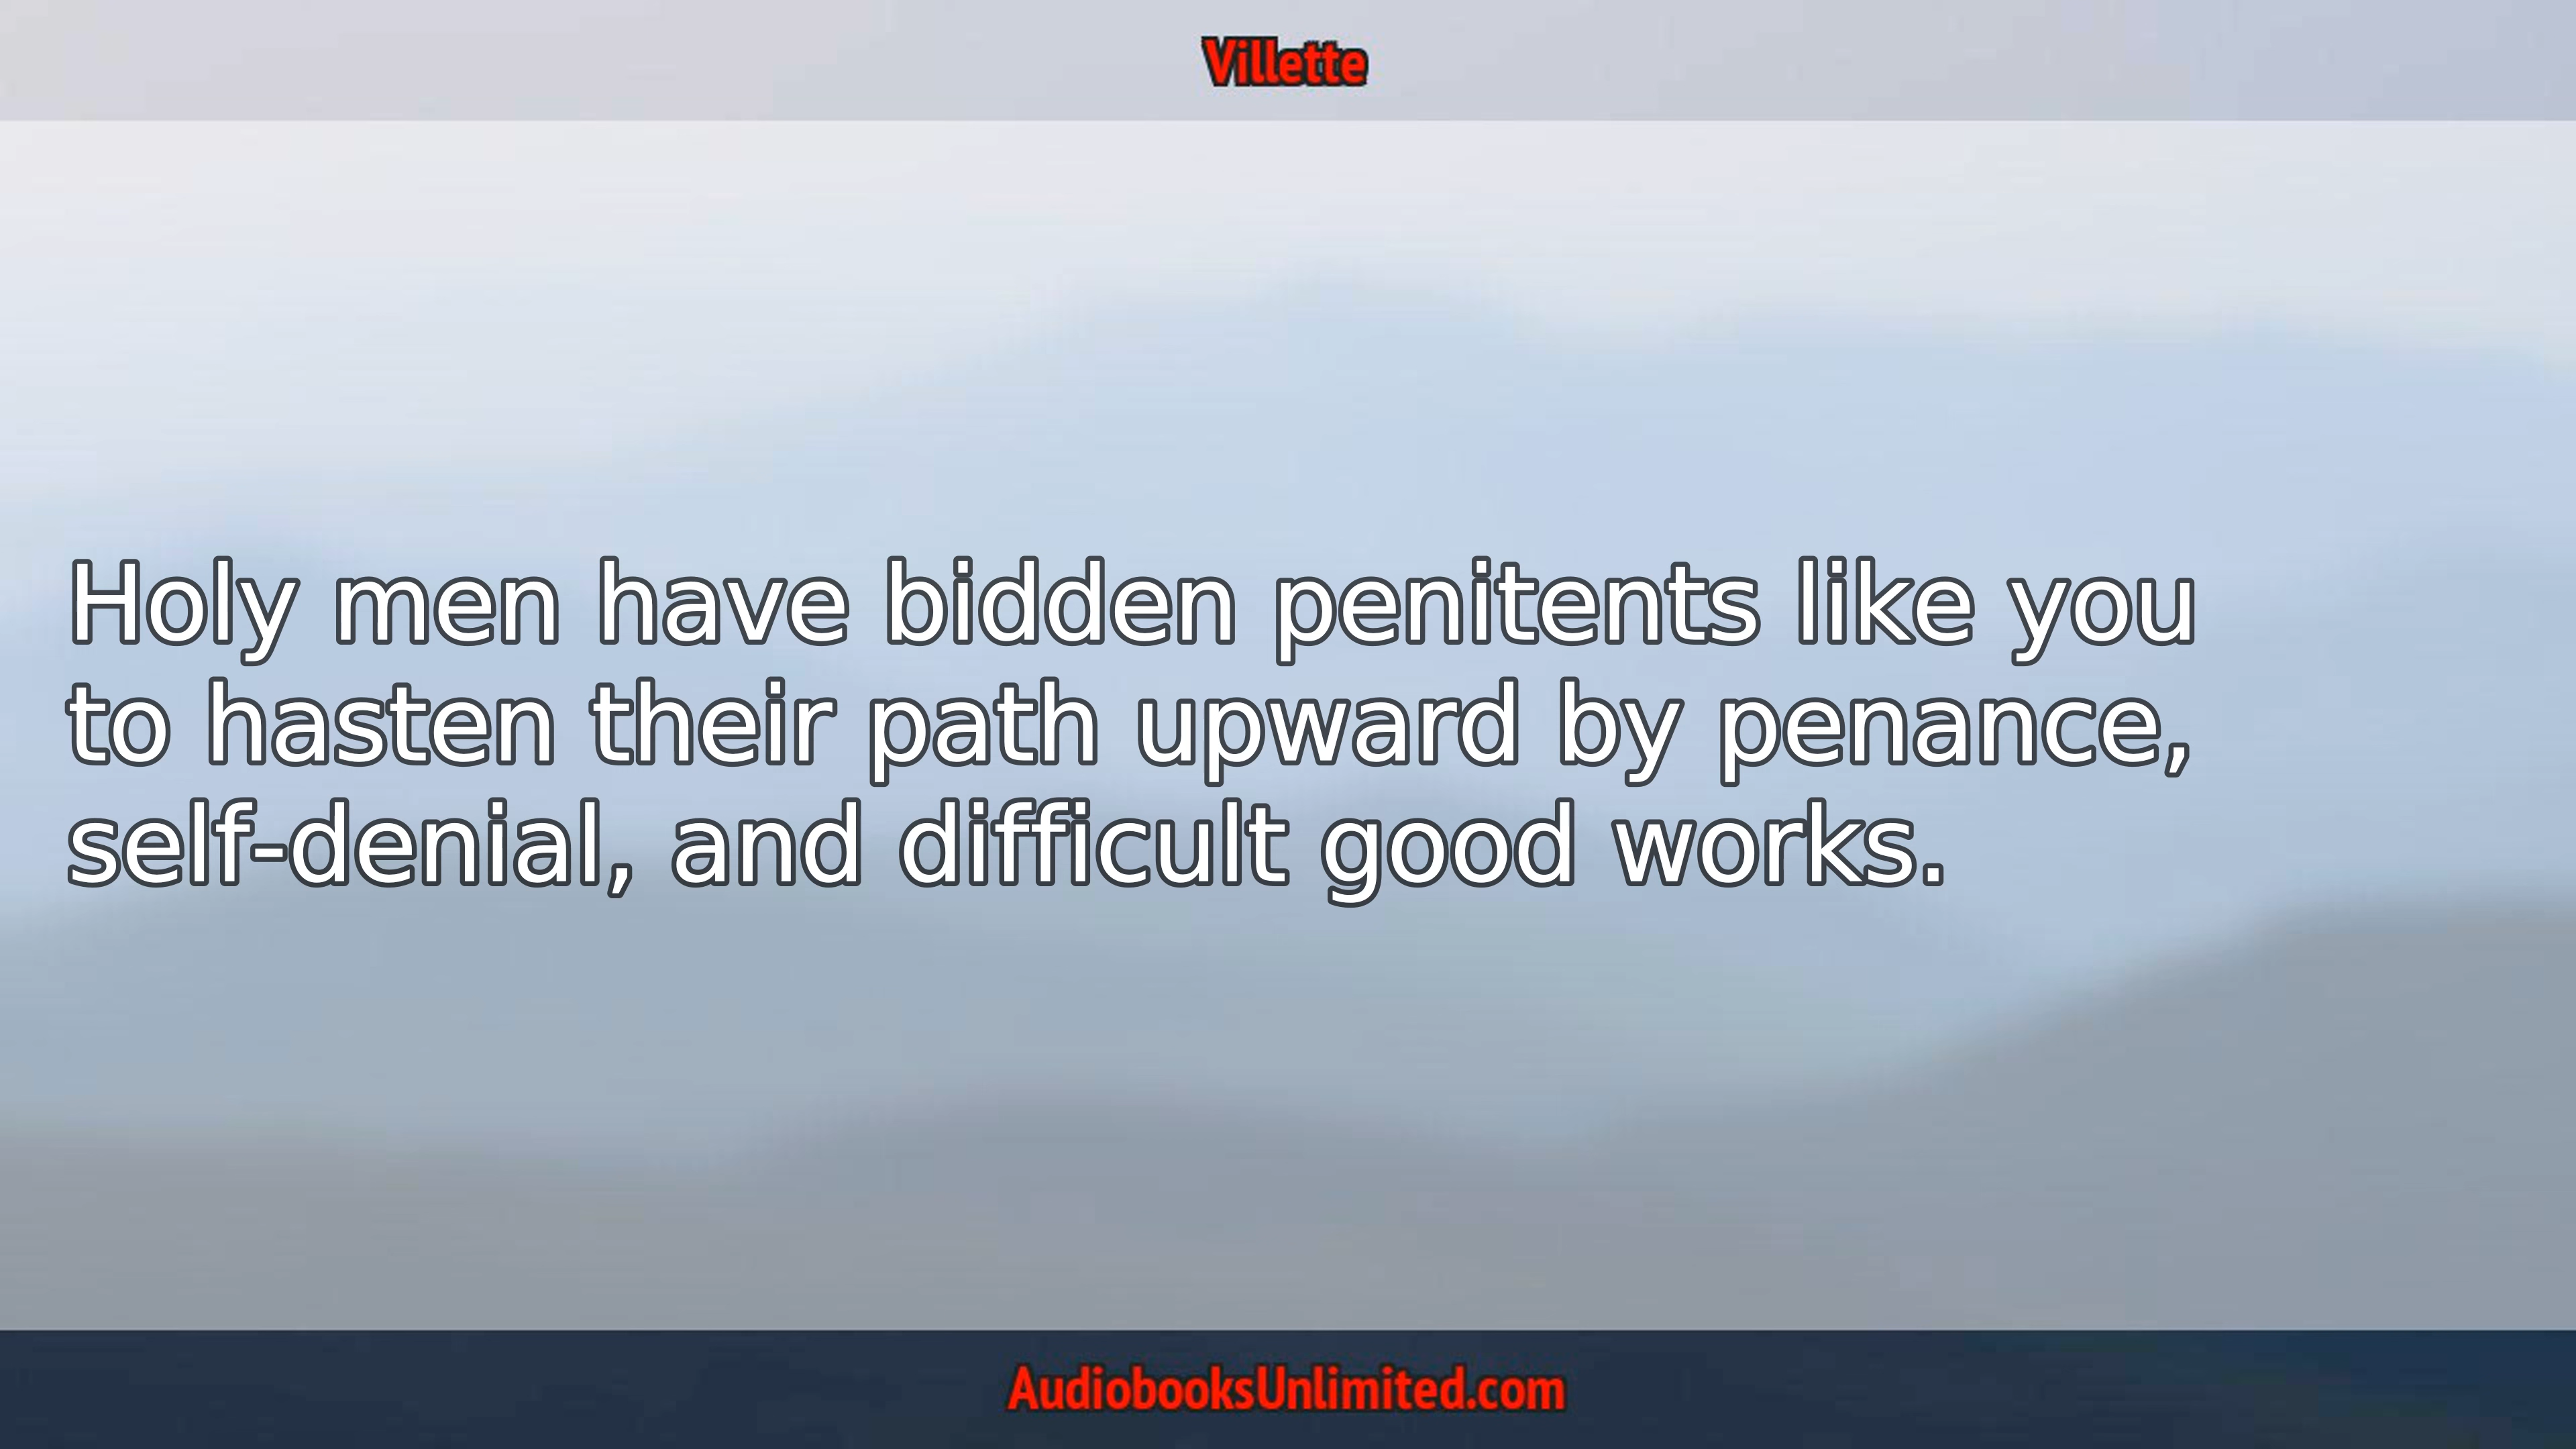 Villette
Holy men have bidden penitents like you
to hasten their path upward by penance,
self-denial, and difficult good works.
AudiobooksUnlimited.com